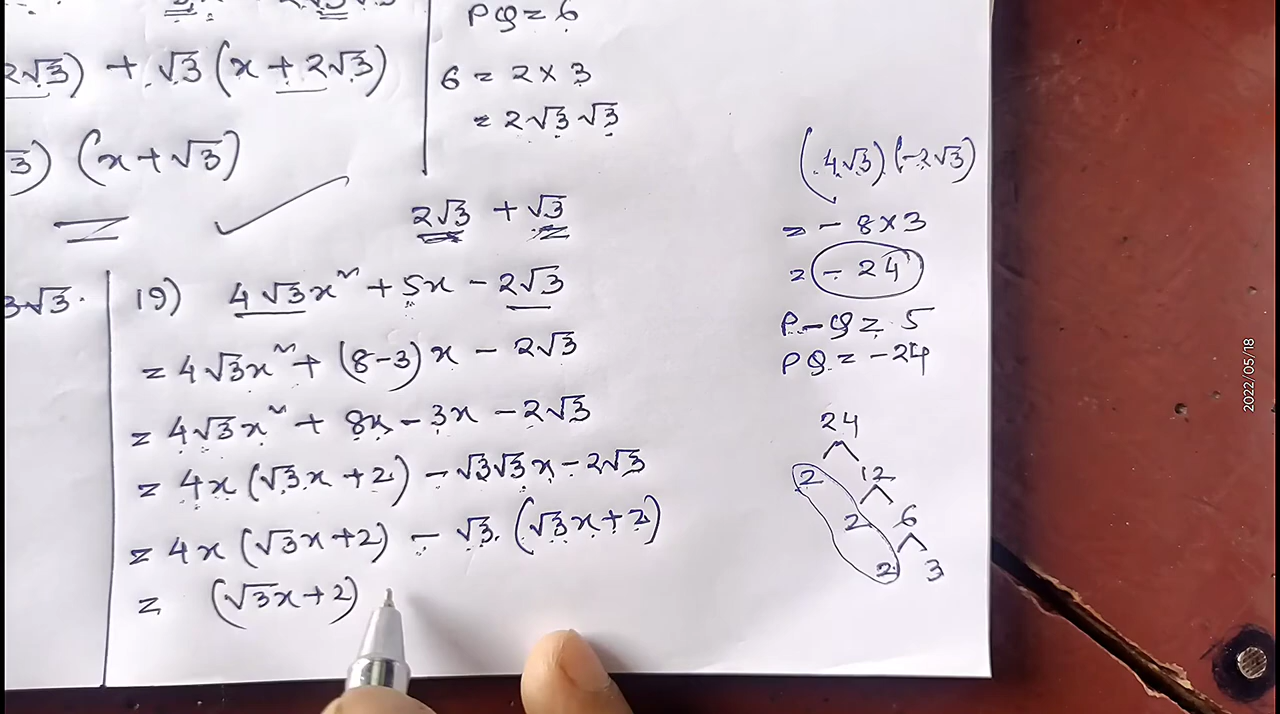 PQ = 6
2√3) + √3 (x + 2√3)
6 = 2 × 3
= 2√3 √3
3) (x + √3)
2√3 + √3
(4√3) (-2√3)
= - 8 × 3
= - 24
P - Q = 5
PQ = - 24
24
2 12
2 6
2 3
3√3.
19) 4√3x² + 5x - 2√3
= 4√3x² + (8-3)x - 2√3
= 4√3x² + 8x - 3x - 2√3
= 4x (√3x + 2) - √3√3x - 2√3
= 4x (√3x + 2) - √3. (√3x + 2)
= (√3x + 2)
2022/05/18